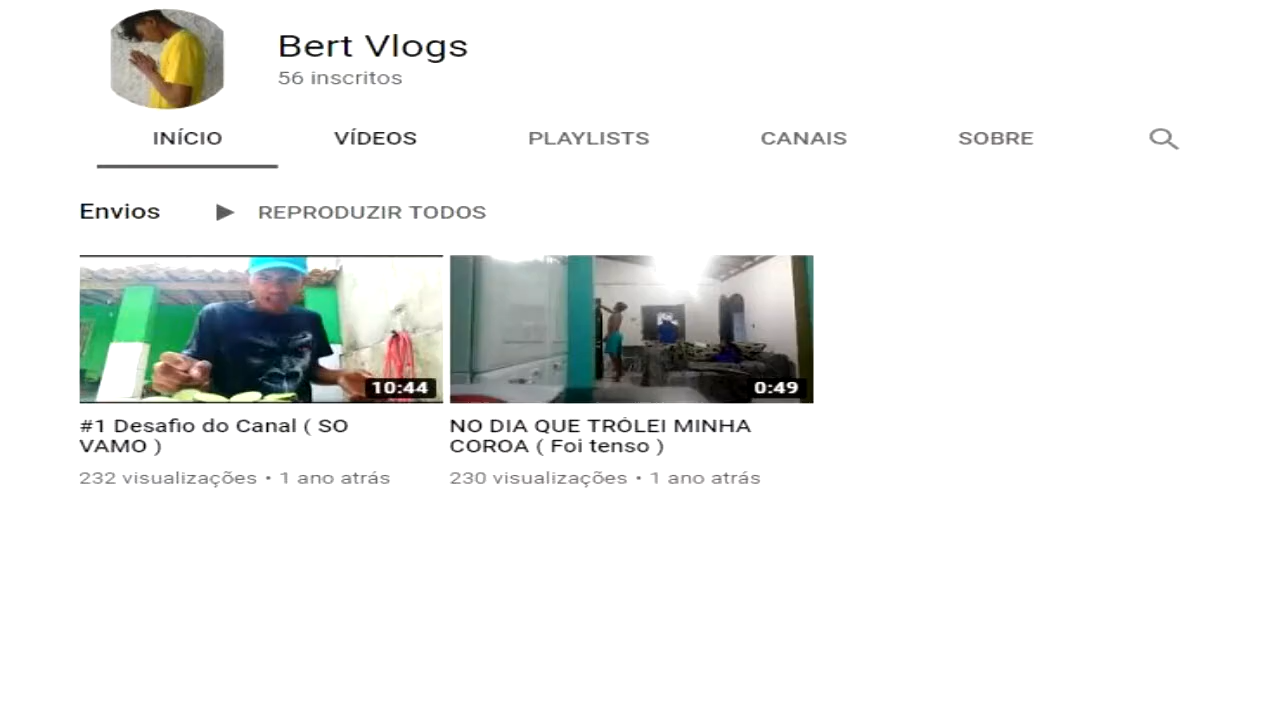 Bert Vlogs
56 inscritos
INÍCIO VÍDEOS PLAYLISTS CANAIS SOBRE
Envios REPRODUZIR TODOS
10:44 0:49
#1 Desafio do Canal ( SO
VAMO )
232 visualizações • 1 ano atrás
NO DIA QUE TRÓLEI MINHA
COROA ( Foi tenso )
230 visualizações • 1 ano atrás